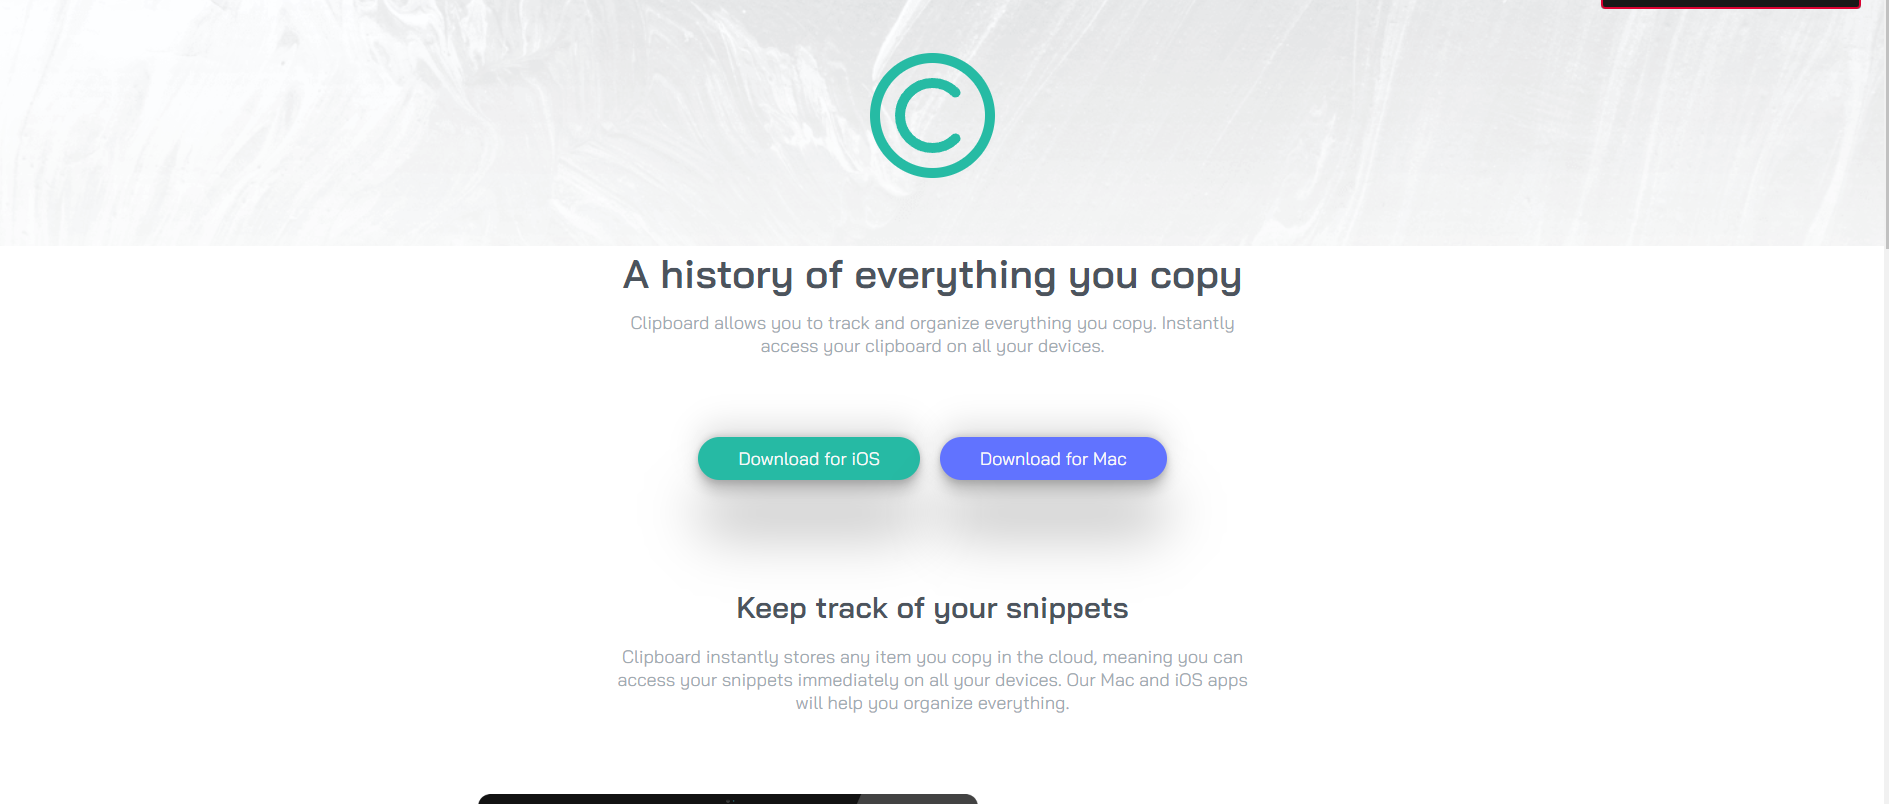 A history of everything you copy
Clipboard allows you to track and organize everything you copy. Instantly
access your clipboard on all your devices.
Download for iOS
Download for Mac
Keep track of your snippets
Clipboard instantly stores any item you copy in the cloud, meaning you can
access your snippets immediately on all your devices. Our Mac and iOS apps
will help you organize everything.